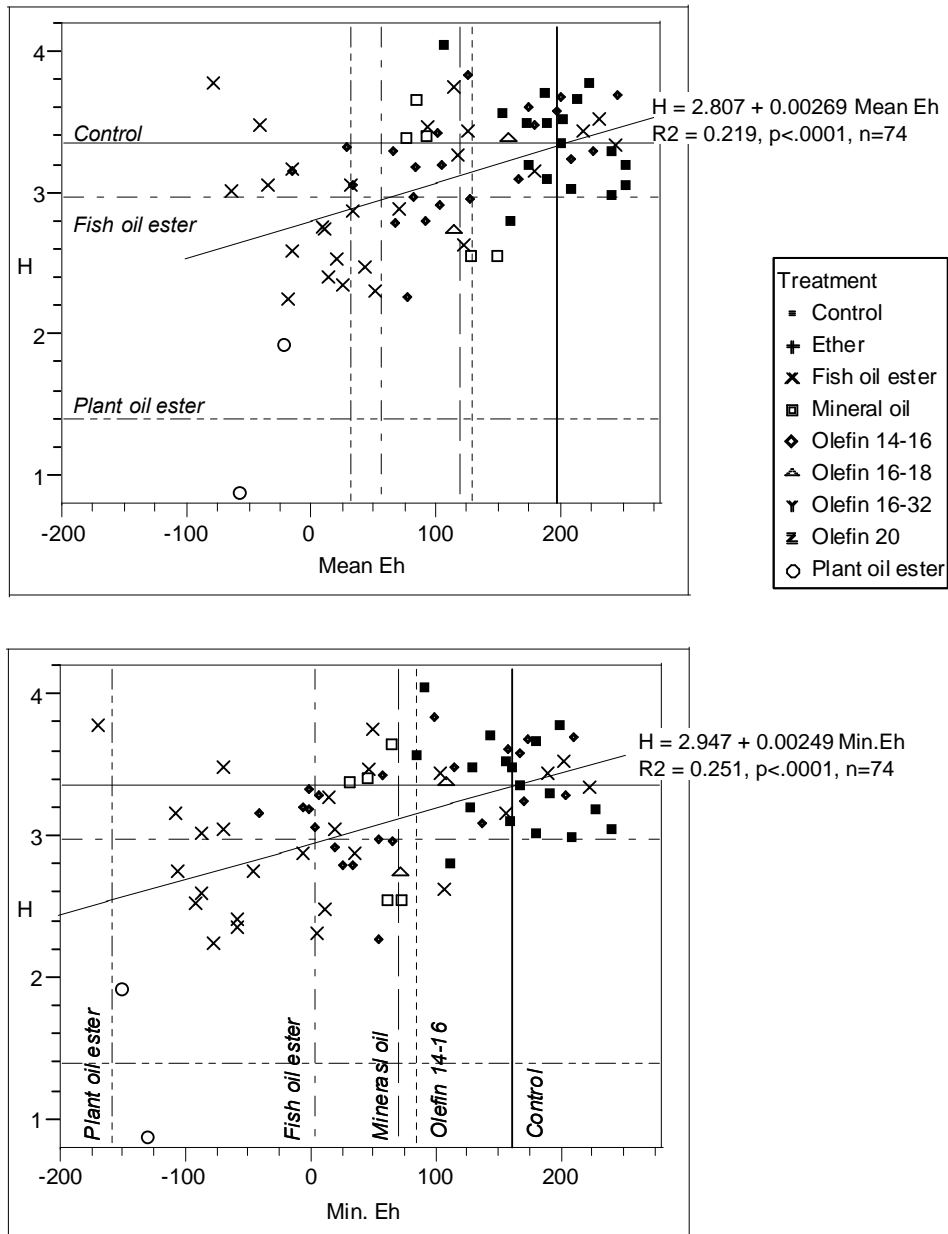 4
H = 2.807 + 0.00269 Mean Eh
R2 = 0.219, p<.0001, n=74
Control
3
Fish oil ester
H
2
Plant oil ester
1
-200 -100 0 100 200
Mean Eh
Treatment
Control
Ether
Fish oil ester
Mineral oil
Olefin 14-16
Olefin 16-18
Olefin 16-32
Olefin 20
Plant oil ester
4
H = 2.947 + 0.00249 Min.Eh
R2 = 0.251, p<.0001, n=74
3
H
2
1
Plant oil ester
Fish oil ester
Minerasl oil
Olefin 14-16
Control
-200 -100 0 100 200
Min. Eh